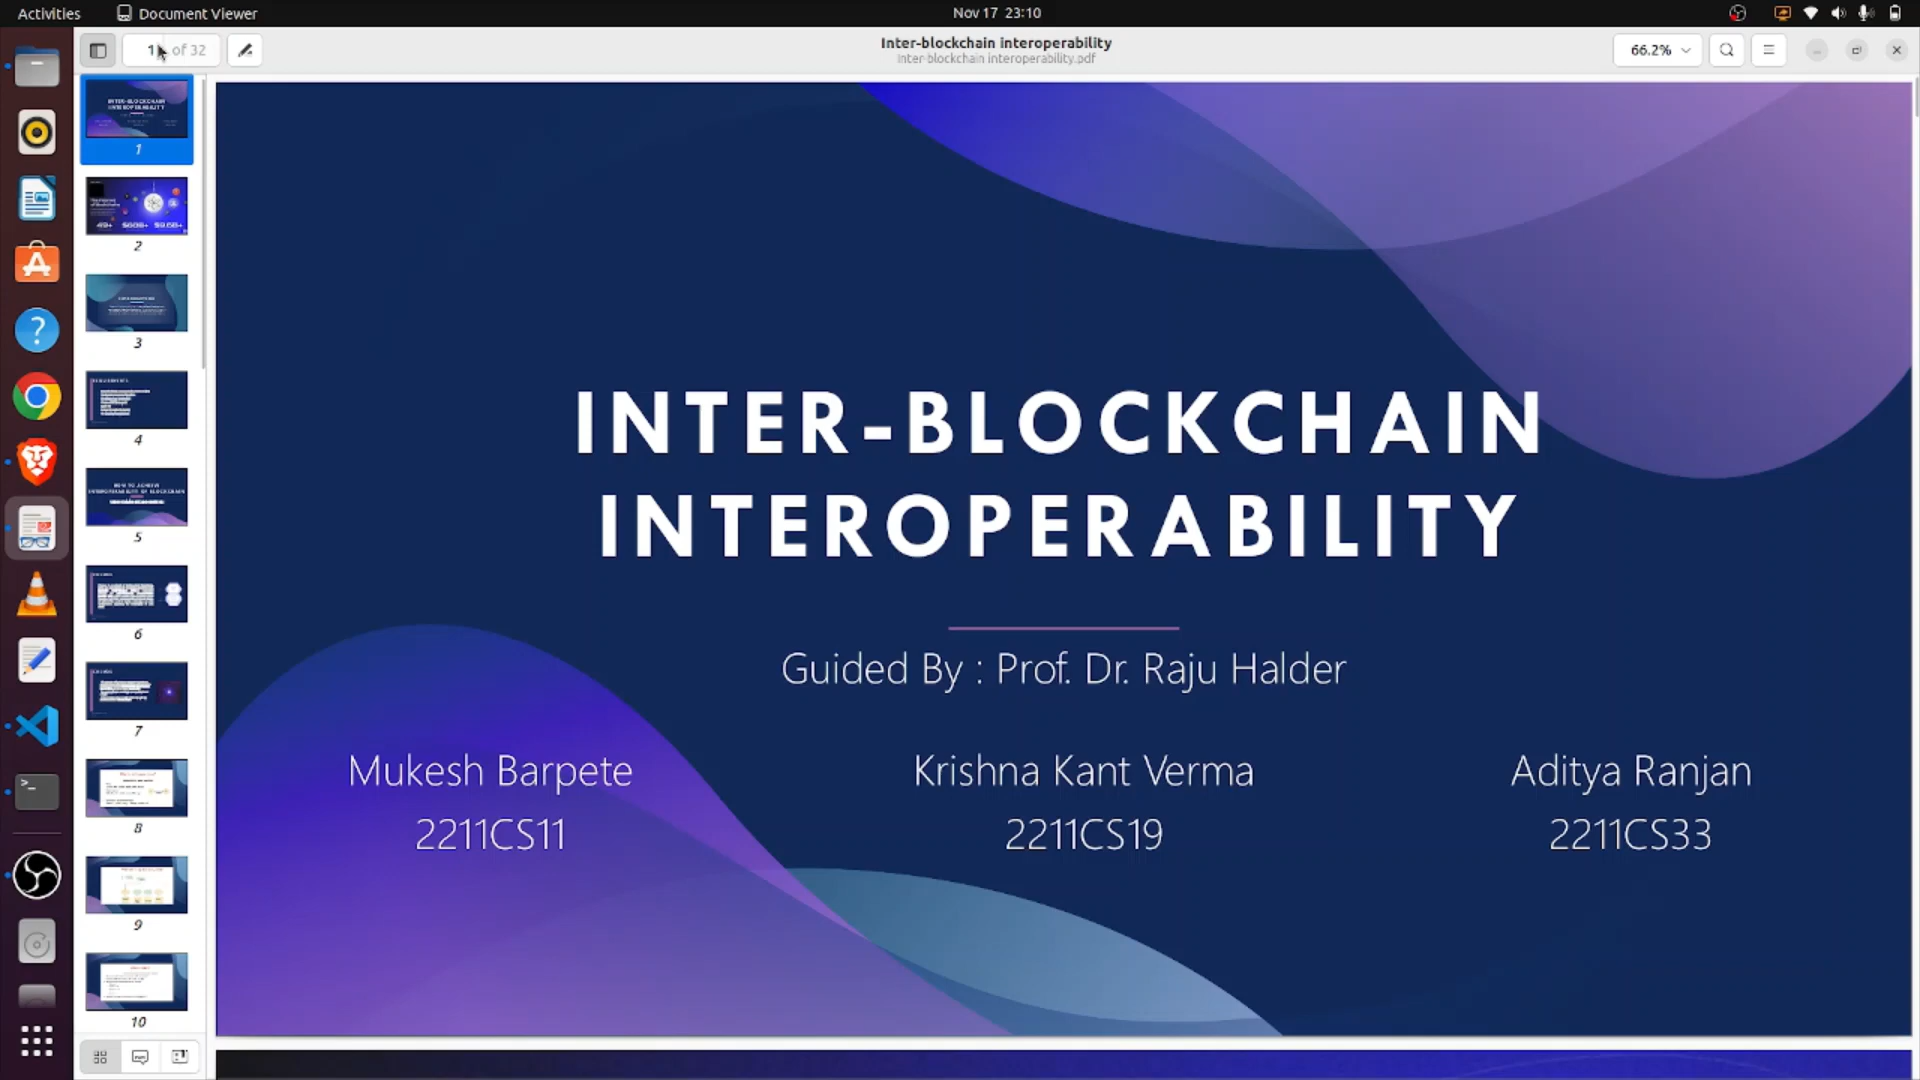 Activities
Document Viewer
Nov 17 23:10
1 of 32
Inter-blockchain interoperability
Inter-blockchain interoperability.pdf
66.2%
1
2
3
4
5
6
7
8
9
10
INTER-BLOCKCHAIN
INTEROPERABILITY
Guided By : Prof. Dr. Raju Halder
Mukesh Barpete
2211CS11
Krishna Kant Verma
2211CS19
Aditya Ranjan
2211CS33